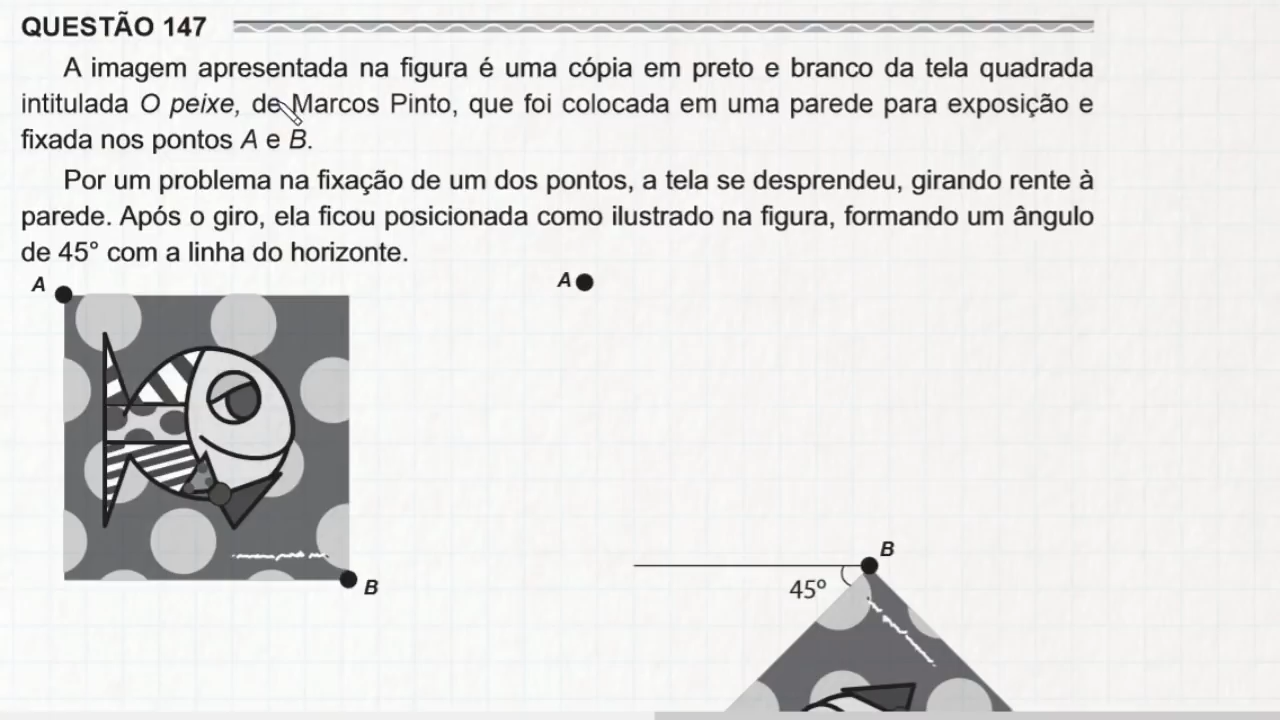 QUESTÃO 147
A imagem apresentada na figura é uma cópia em preto e branco da tela quadrada
intitulada O peixe, de Marcos Pinto, que foi colocada em uma parede para exposição e
fixada nos pontos A e B.
Por um problema na fixação de um dos pontos, a tela se desprendeu, girando rente à
parede. Após o giro, ela ficou posicionada como ilustrado na figura, formando um ângulo
de 45° com a linha do horizonte.
A
A
B
B
45º